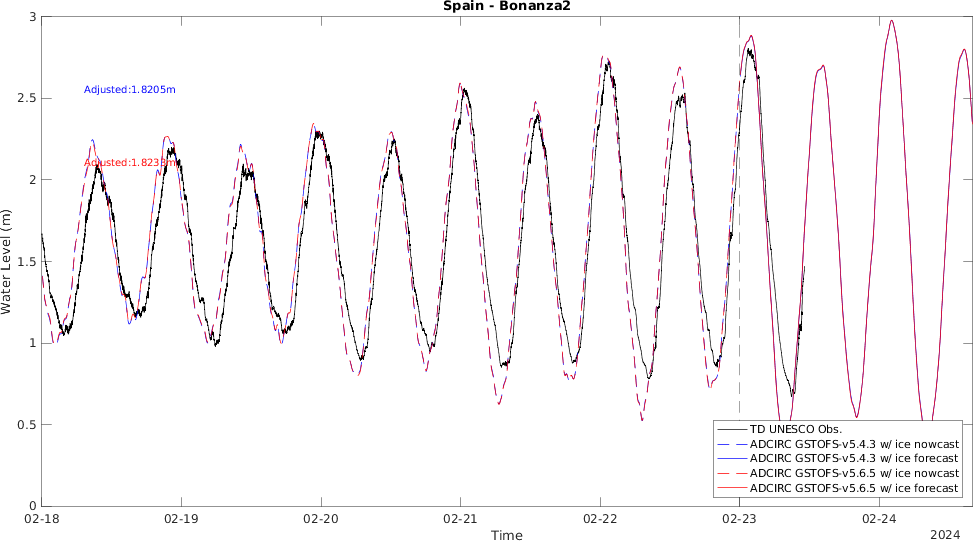 Spain - Bonanza2
Water Level (m)
3
2.5
2
1.5
1
0.5
0
Adjusted:1.8205m
Adjusted:1.8233m
TD UNESCO Obs.
ADCIRC GSTOFS-v5.4.3 w/ ice nowcast
ADCIRC GSTOFS-v5.4.3 w/ ice forecast
ADCIRC GSTOFS-v5.6.5 w/ ice nowcast
ADCIRC GSTOFS-v5.6.5 w/ ice forecast
02-18 02-19 02-20 02-21 02-22 02-23 02-24
Time
2024